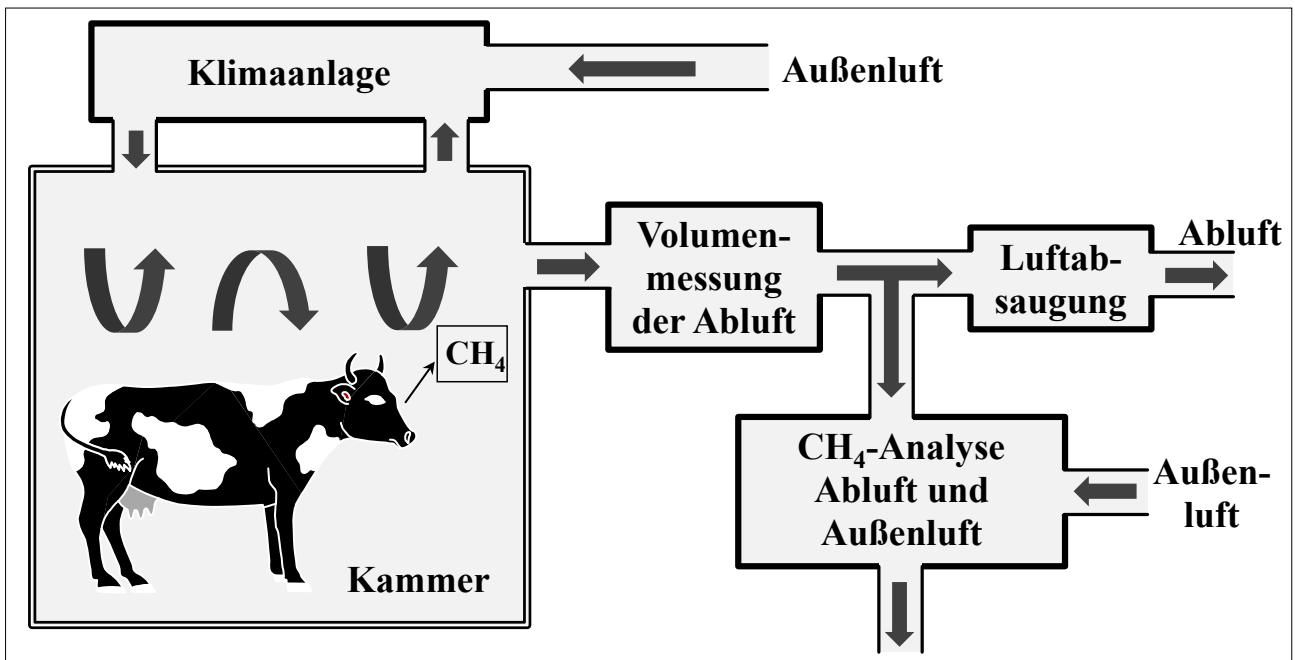 Klimaanlage
Außenluft
Volumen-
messung
der Abluft
Luftab-
saugung
Abluft
CH₄
CH₄-Analyse
Abluft und
Außenluft
Außen-
luft
Kammer